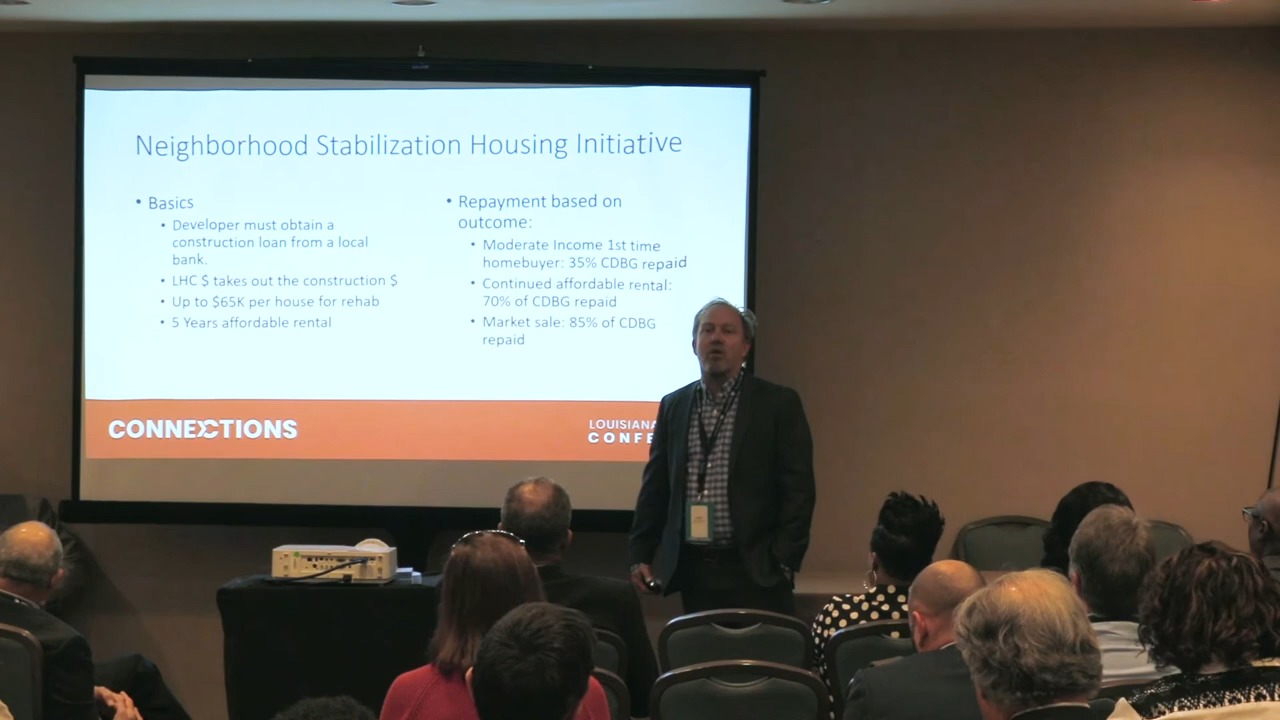 Neighborhood Stabilization Housing Initiative
• Basics
• Developer must obtain a
construction loan from a local
bank.
• LHC $ takes out the construction $
• Up to $65K per house for rehab
• 5 Years affordable rental
• Repayment based on
outcome:
• Moderate Income 1st time
homebuyer: 35% CDBG repaid
• Continued affordable rental:
70% of CDBG repaid
• Market sale: 85% of CDBG
repaid
CONNECTIONS
LOUISIANA
CONFE